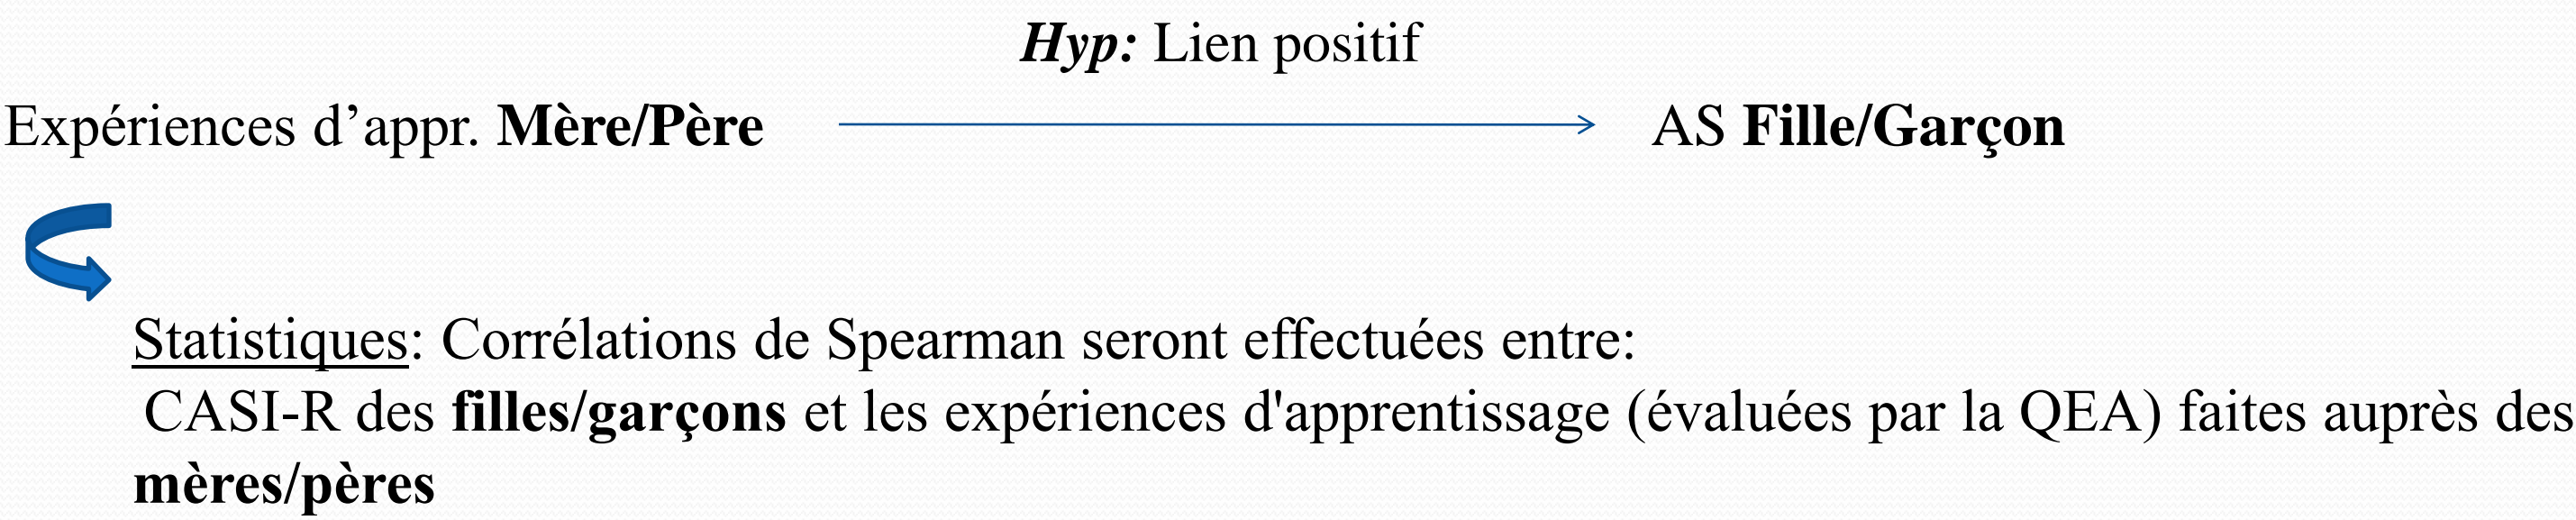 Hyp: Lien positif
Expériences d’appr. Mère/Père
AS Fille/Garçon
Statistiques: Corrélations de Spearman seront effectuées entre:
CASI-R des filles/garçons et les expériences d'apprentissage (évaluées par la QEA) faites auprès des
mères/pères